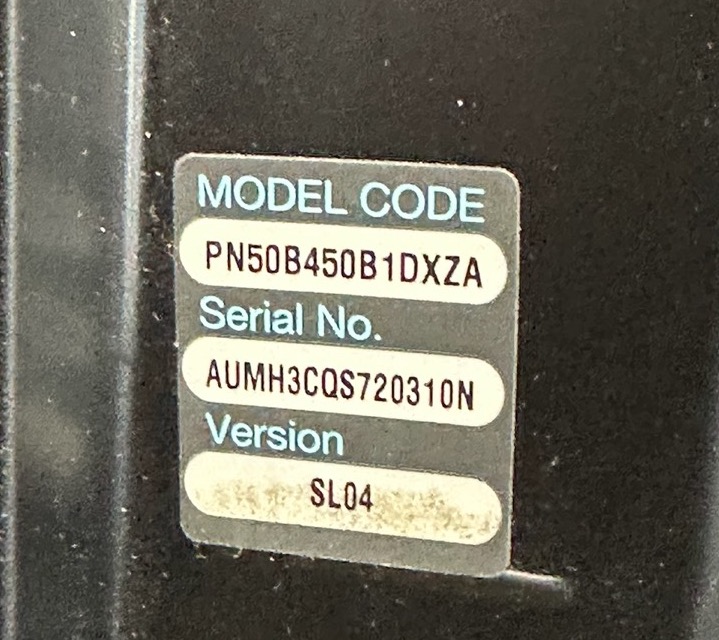 MODEL CODE
PN50B450B1DXZA
Serial No.
AUMH3CQS720310N
Version
SL04